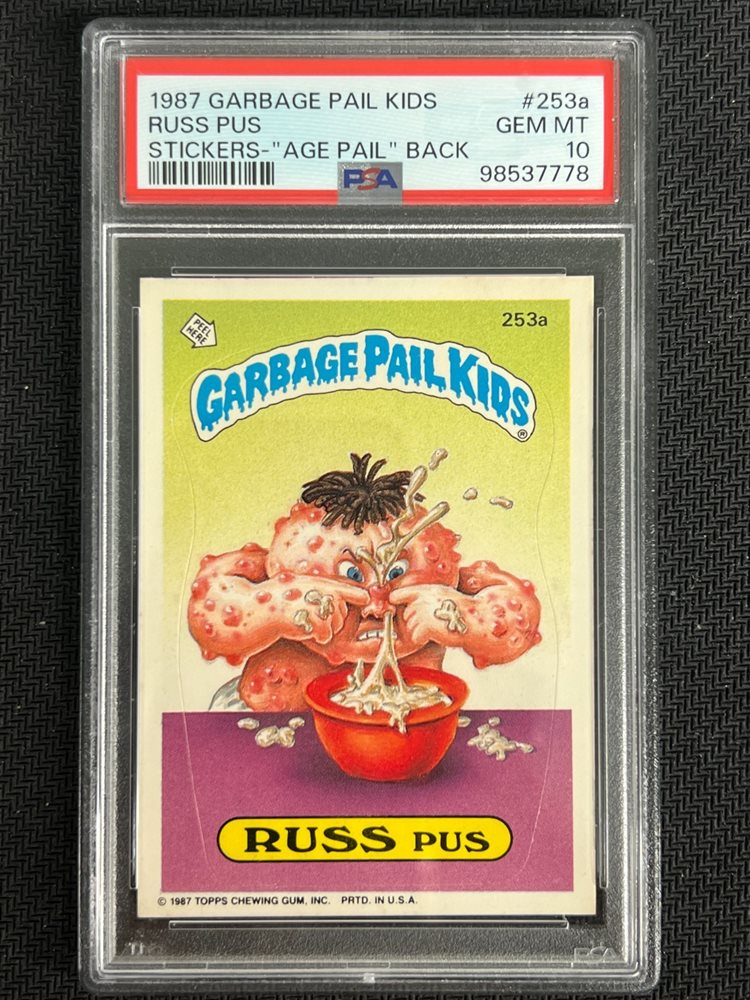 1987 GARBAGE PAIL KIDS #253a
RUSS PUS GEM MT
STICKERS-"AGE PAIL" BACK 10
PSA 98537778
PEEL HERE
253a
GARBAGE PAIL KIDS
®
RUSS PUS
© 1987 TOPPS CHEWING GUM, INC. PRTD. IN U.S.A.
PSA